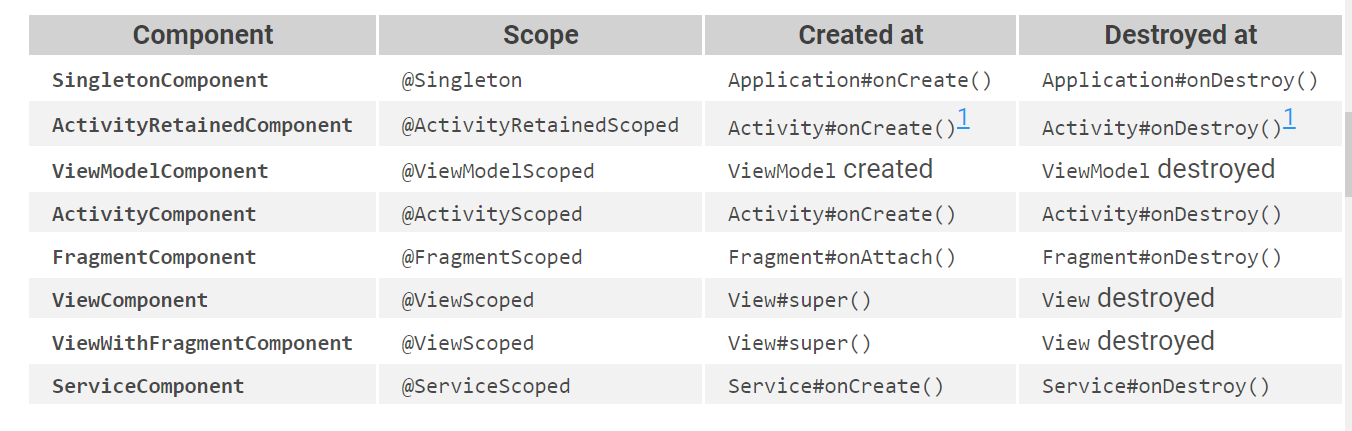 Component Scope Created at Destroyed at
SingletonComponent @Singleton Application#onCreate() Application#onDestroy()
ActivityRetainedComponent @ActivityRetainedScoped Activity#onCreate()1 Activity#onDestroy()1
ViewModelComponent @ViewModelScoped ViewModel created ViewModel destroyed
ActivityComponent @ActivityScoped Activity#onCreate() Activity#onDestroy()
FragmentComponent @FragmentScoped Fragment#onAttach() Fragment#onDestroy()
ViewComponent @ViewScoped View#super() View destroyed
ViewWithFragmentComponent @ViewScoped View#super() View destroyed
ServiceComponent @ServiceScoped Service#onCreate() Service#onDestroy()